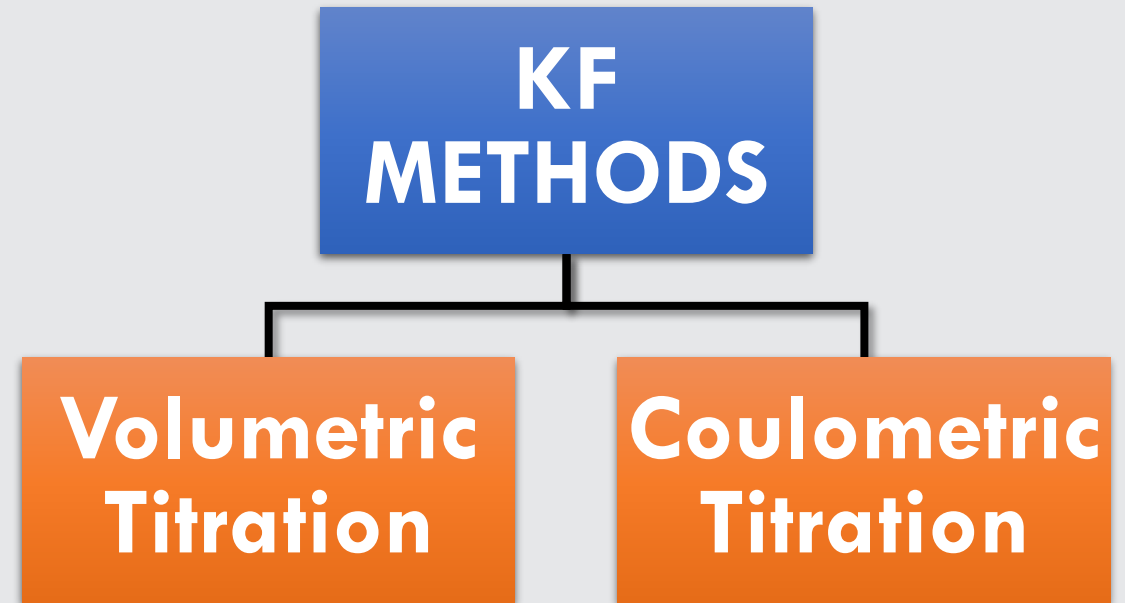 KF
METHODS
Volumetric
Titration
Coulometric
Titration